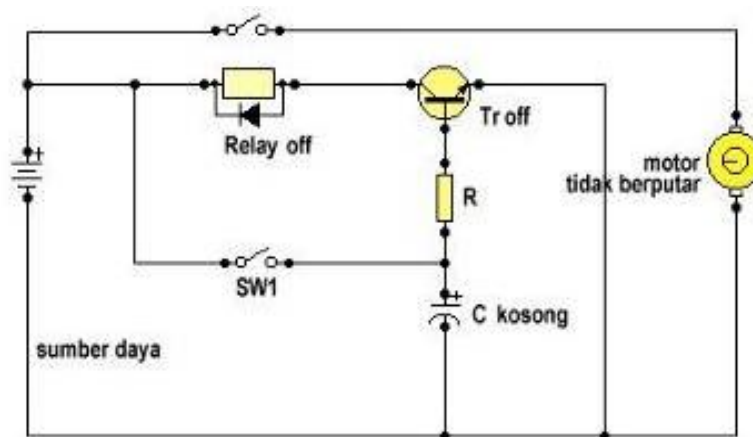 Tr off
Relay off
motor
tidak berputar
R
SW1
C kosong
sumber daya
+
+